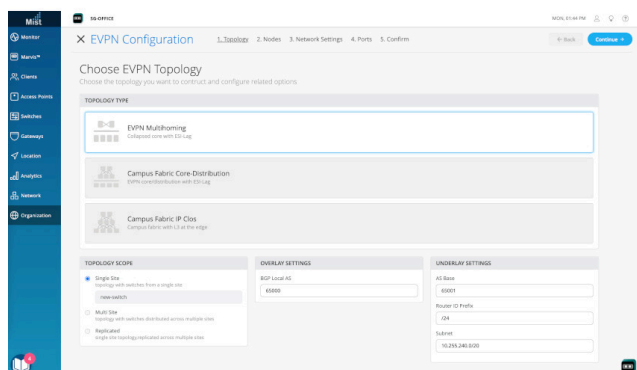 Mist
SG-OFFICE
MON, 01:44 PM
Monitor
Marvis™
Clients
Access Points
Switches
Gateways
Location
Analytics
Network
Organization
4
X EVPN Configuration
1. Topology 2. Nodes 3. Network Settings 4. Ports 5. Confirm
← Back
Continue →
Choose EVPN Topology
Choose the topology you want to contruct and configure related options
TOPOLOGY TYPE
EVPN Multihoming
Collapsed core with ESI-Lag
Campus Fabric Core-Distribution
EVPN core/distribution with ESI-Lag
Campus Fabric IP Clos
Campus fabric with L3 at the edge
TOPOLOGY SCOPE
Single Site
topology with switches from a single site
new-switch
Multi Site
topology with switches distributed across multiple sites
Replicated
single site topology replicated across multiple sites
OVERLAY SETTINGS
BGP Local AS
65000
UNDERLAY SETTINGS
AS Base
65001
Router ID Prefix
/24
Subnet
10.255.240.0/20